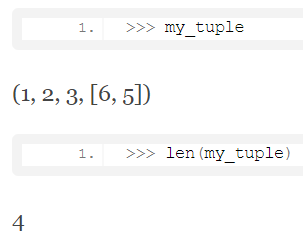 1. >>> my_tuple
(1, 2, 3, [6, 5])
1. >>> len(my_tuple)
4